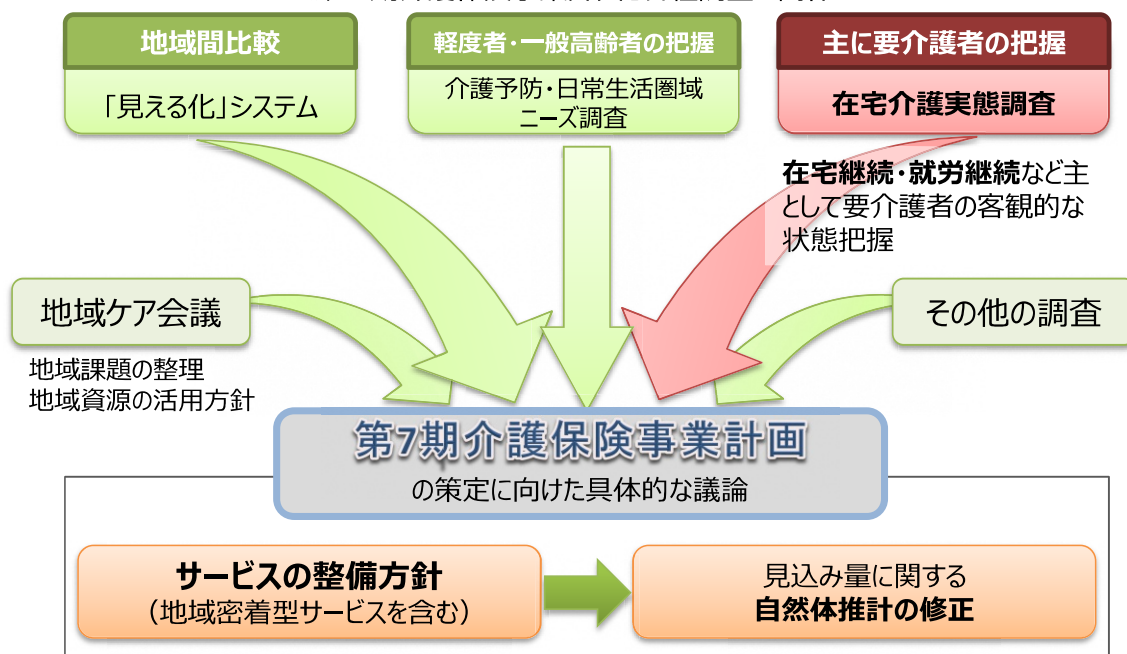 地域間比較
「見える化」システム
軽度者・一般高齢者の把握
介護予防・日常生活圏域
ニーズ調査
主に要介護者の把握
在宅介護実態調査
在宅継続・就労継続など主
として要介護者の客観的な
状態把握
地域ケア会議
地域課題の整理
地域資源の活用方針
その他の調査
第7期介護保険事業計画
の策定に向けた具体的な議論
サービスの整備方針
（地域密着型サービスを含む）
見込み量に関する
自然体推計の修正